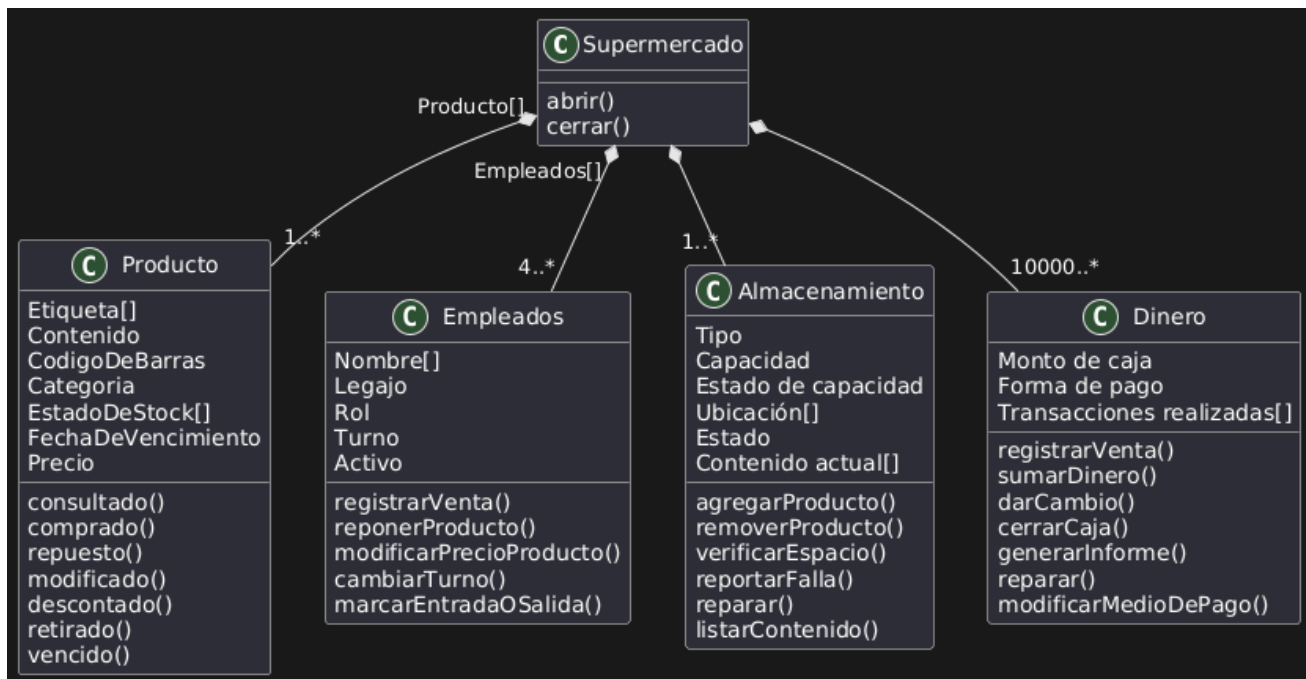 C Supermercado
abrir()
cerrar()
Producto[]
Empleados[]
1..*
4..*
1..*
10000..*
C Producto
Etiqueta[]
Contenido
CodigoDeBarras
Categoria
EstadoDeStock[]
FechaDeVencimiento
Precio
consultado()
comprado()
repuesto()
modificado()
descontado()
retirado()
vencido()
C Empleados
Nombre[]
Legajo
Rol
Turno
Activo
registrarVenta()
reponerProducto()
modificarPrecioProducto()
cambiarTurno()
marcarEntradaOSalida()
C Almacenamiento
Tipo
Capacidad
Estado de capacidad
Ubicación[]
Estado
Contenido actual[]
agregarProducto()
removerProducto()
verificarEspacio()
reportarFalla()
reparar()
listarContenido()
C Dinero
Monto de caja
Forma de pago
Transacciones realizadas[]
registrarVenta()
sumarDinero()
darCambio()
cerrarCaja()
generarInforme()
reparar()
modificarMedioDePago()